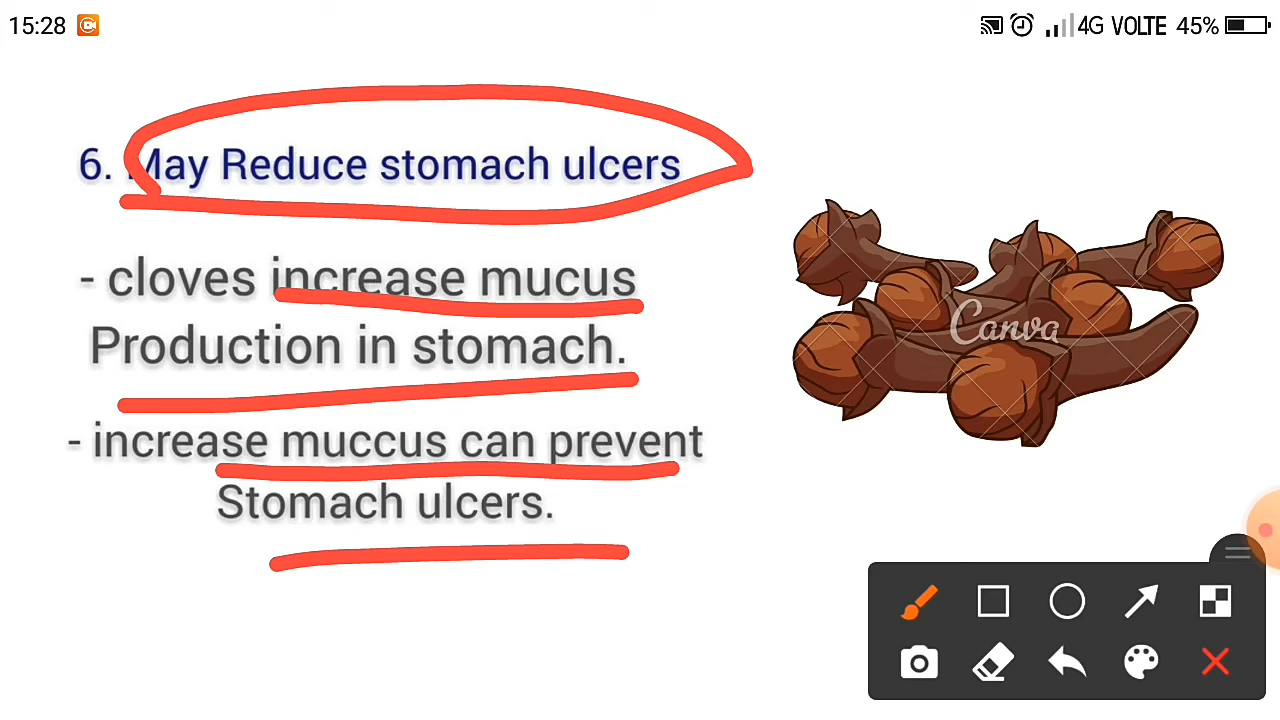 15:28 4G VOLTE 45%
6. May Reduce stomach ulcers
- cloves increase mucus
Production in stomach.
- increase muccus can prevent
Stomach ulcers.
Canva